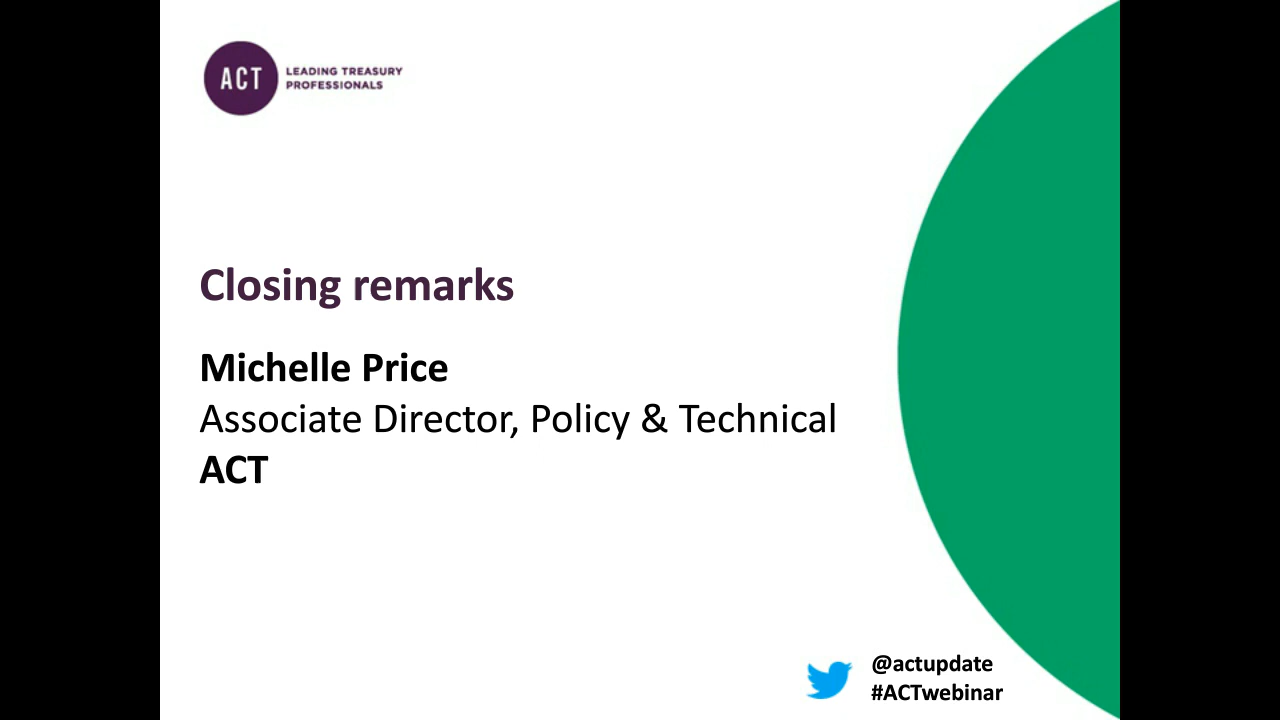 ACT
LEADING TREASURY
PROFESSIONALS
Closing remarks
Michelle Price
Associate Director, Policy & Technical
ACT
@actupdate
#ACTwebinar